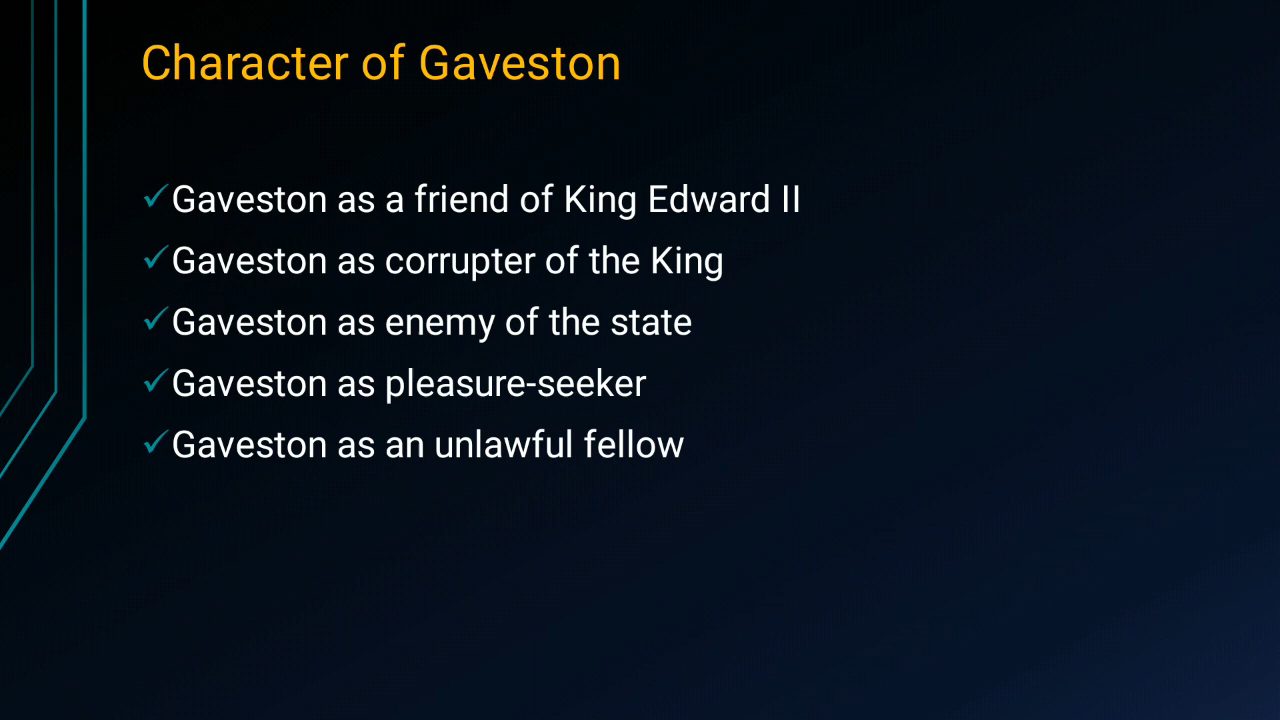 Character of Gaveston
✓Gaveston as a friend of King Edward II
✓Gaveston as corrupter of the King
✓Gaveston as enemy of the state
✓Gaveston as pleasure-seeker
✓Gaveston as an unlawful fellow